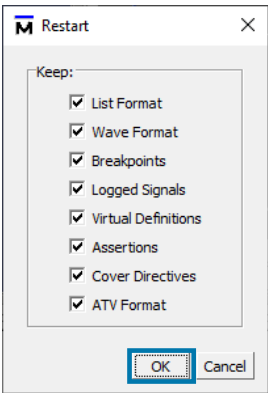 Restart
Keep:
List Format
Wave Format
Breakpoints
Logged Signals
Virtual Definitions
Assertions
Cover Directives
ATV Format
OK Cancel